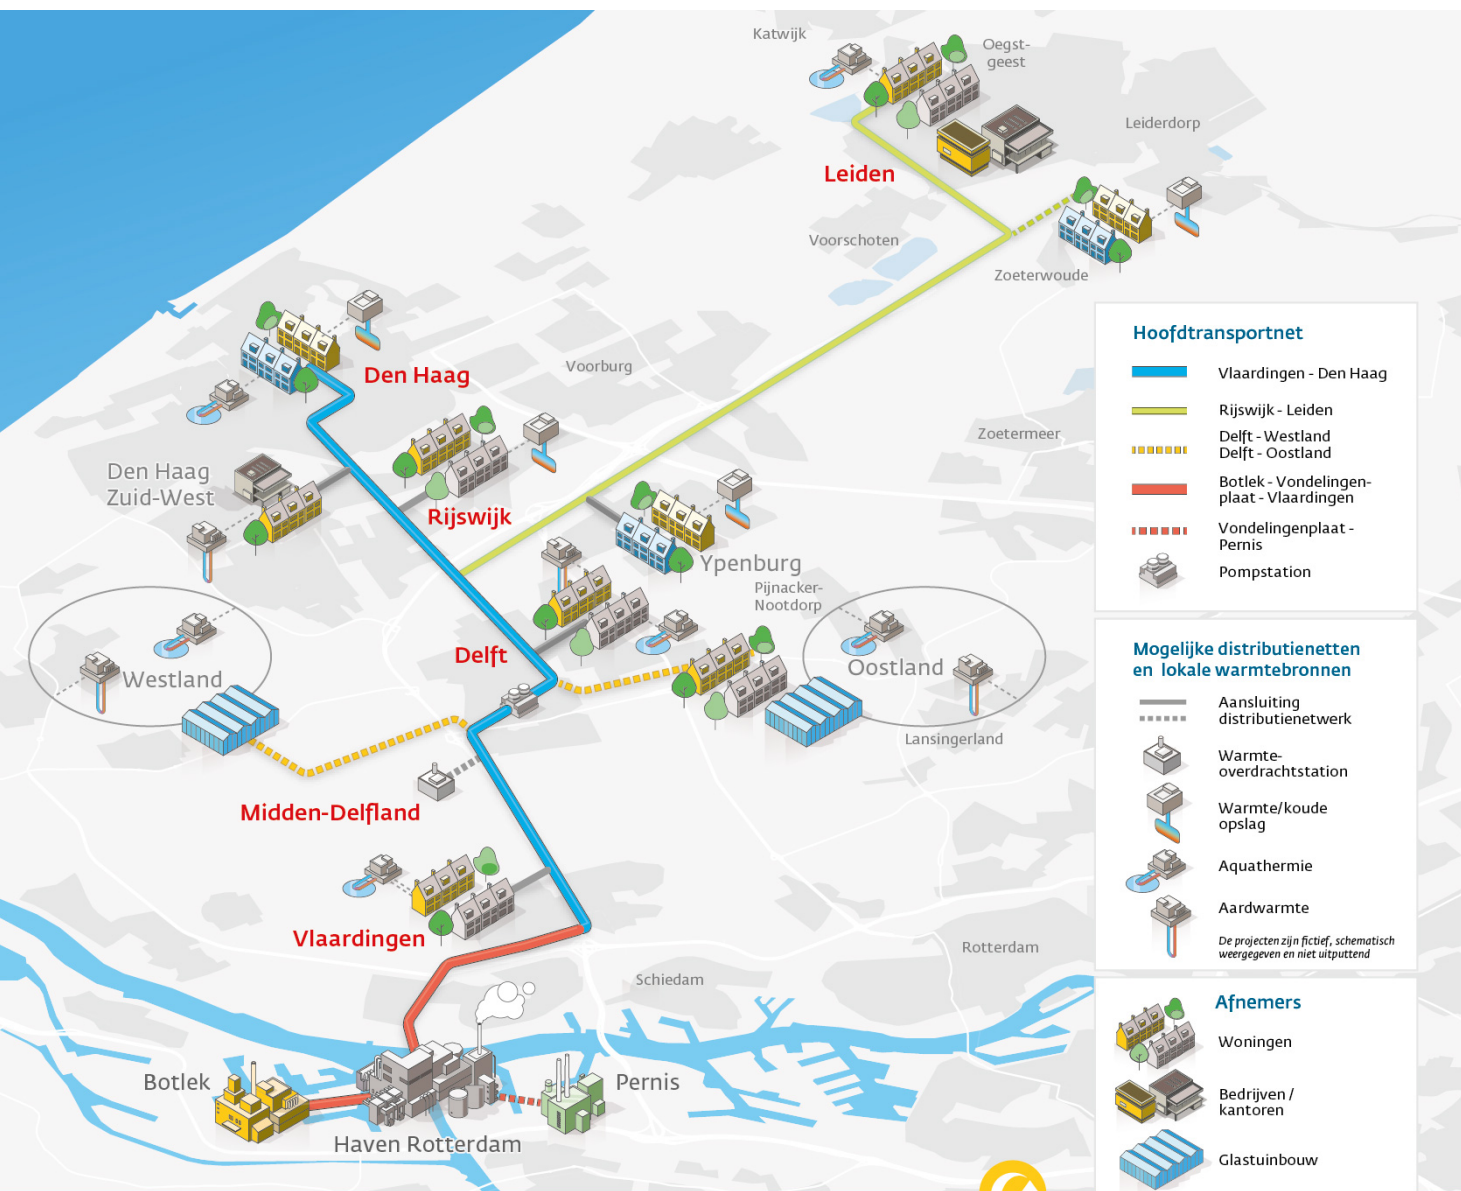 Katwijk
Oegst-
geest
Leiderdorp
Leiden
Voorschoten
Zoeterwoude
Den Haag
Voorburg
Zoetermeer
Den Haag
Zuid-West
Rijswijk
Ypenburg
Pijnacker-
Nootdorp
Delft
Westland
Oostland
Lansingerland
Midden-Delfland
Vlaardingen
Rotterdam
Schiedam
Botlek
Pernis
Haven Rotterdam
Hoofdtransportnet
Vlaardingen - Den Haag
Rijswijk - Leiden
Delft - Westland
Delft - Oostland
Botlek - Vondelingen-
plaat - Vlaardingen
Vondelingenplaat -
Pernis
Pompstation
Mogelijke distributienetten
en lokale warmtebronnen
Aansluiting
distributienetwerk
Warmte-
overdrachtstation
Warmte/koude
opslag
Aquathermie
Aardwarmte
De projecten zijn fictief, schematisch
weergegeven en niet uitputtend
Afnemers
Woningen
Bedrijven /
kantoren
Glastuinbouw